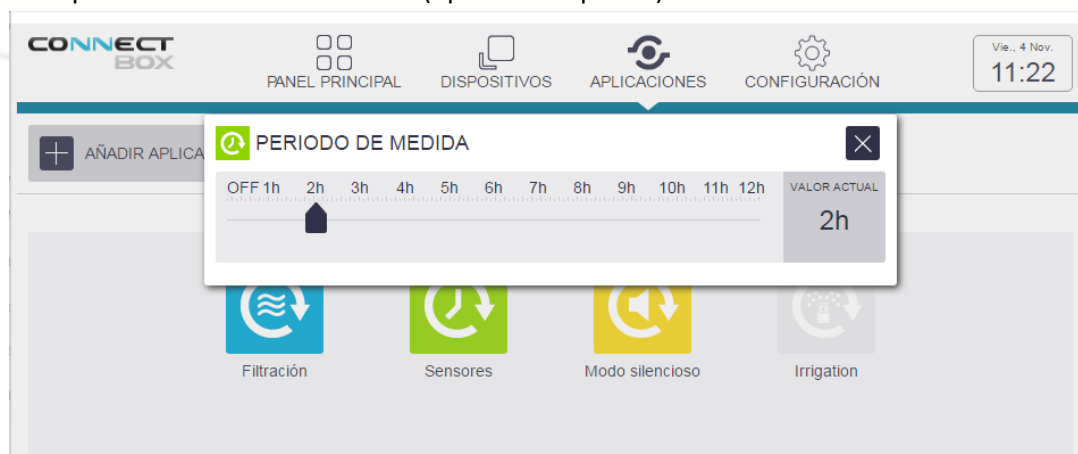 CONNECT
BOX
PANEL PRINCIPAL
DISPOSITIVOS
APLICACIONES
CONFIGURACIÓN
Vie., 4 Nov.
11:22
AÑADIR APLICA
PERIODO DE MEDIDA
OFF 1h 2h 3h 4h 5h 6h 7h 8h 9h 10h 11h 12h
VALOR ACTUAL
2h
Filtración
Sensores
Modo silencioso
Irrigation